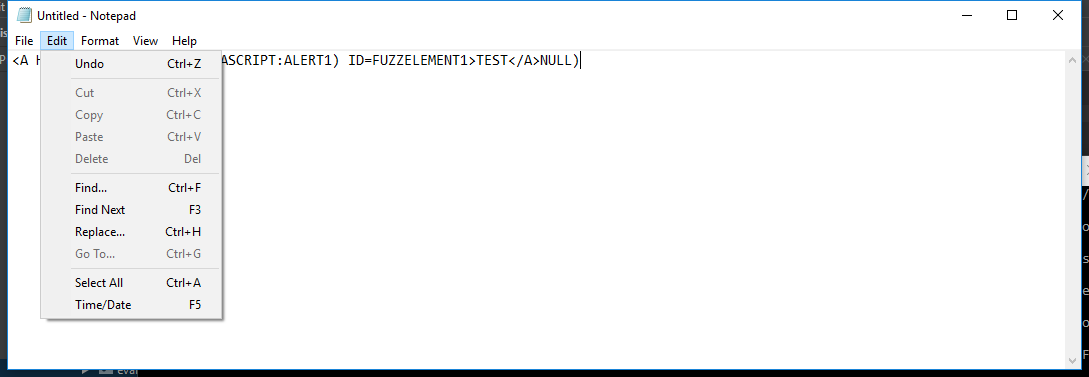 Untitled - Notepad
File Edit Format View Help
<A H ASCRIPT:ALERT1) ID=FUZZELEMENT1>TEST</A>NULL)
Undo Ctrl+Z
Cut Ctrl+X
Copy Ctrl+C
Paste Ctrl+V
Delete Del
Find... Ctrl+F
Find Next F3
Replace... Ctrl+H
Go To... Ctrl+G
Select All Ctrl+A
Time/Date F5